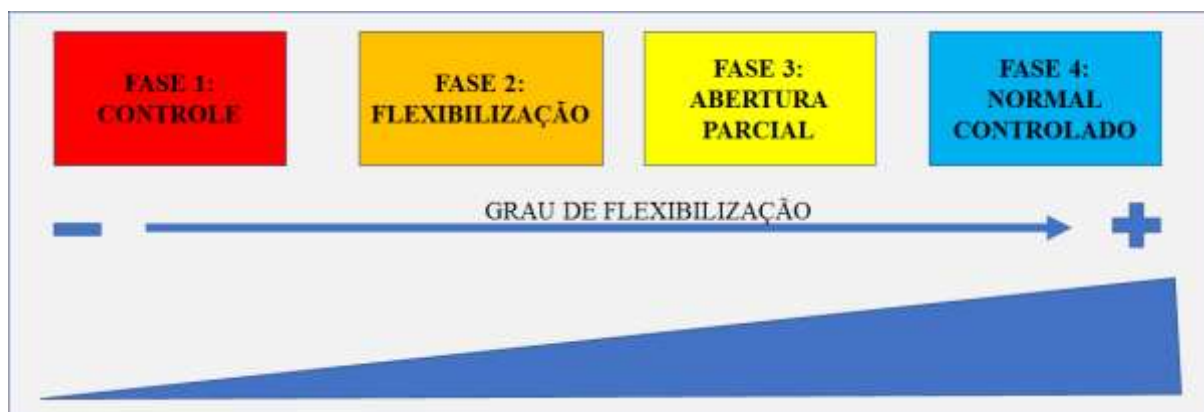 FASE 1:
CONTROLE
FASE 2:
FLEXIBILIZAÇÃO
FASE 3:
ABERTURA
PARCIAL
FASE 4:
NORMAL
CONTROLADO
GRAU DE FLEXIBILIZAÇÃO